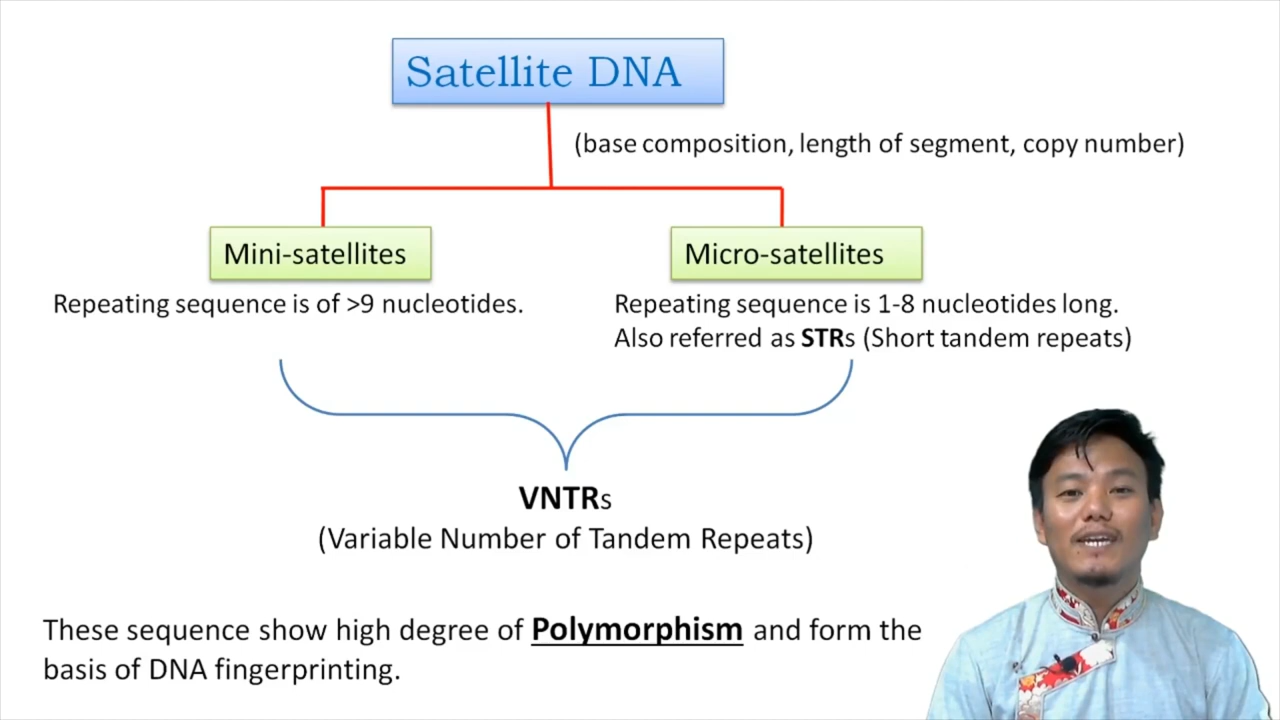 Satellite DNA
(base composition, length of segment, copy number)
Mini-satellites
Repeating sequence is of >9 nucleotides.
Micro-satellites
Repeating sequence is 1-8 nucleotides long.
Also referred as STRs (Short tandem repeats)
VNTRs
(Variable Number of Tandem Repeats)
These sequence show high degree of Polymorphism and form the
basis of DNA fingerprinting.